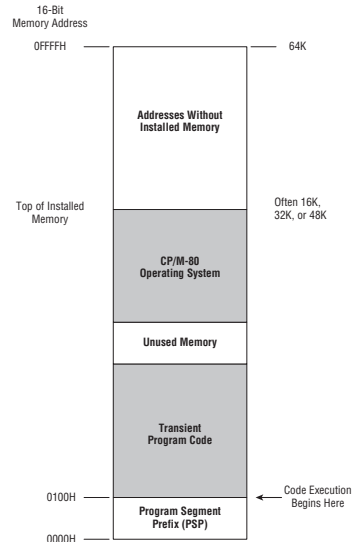 16-Bit
Memory Address
0FFFFH
64K
Addresses Without
Installed Memory
Top of Installed
Memory
Often 16K,
32K, or 48K
CP/M-80
Operating System
Unused Memory
Transient
Program Code
0100H
Code Execution
Begins Here
Program Segment
Prefix (PSP)
0000H